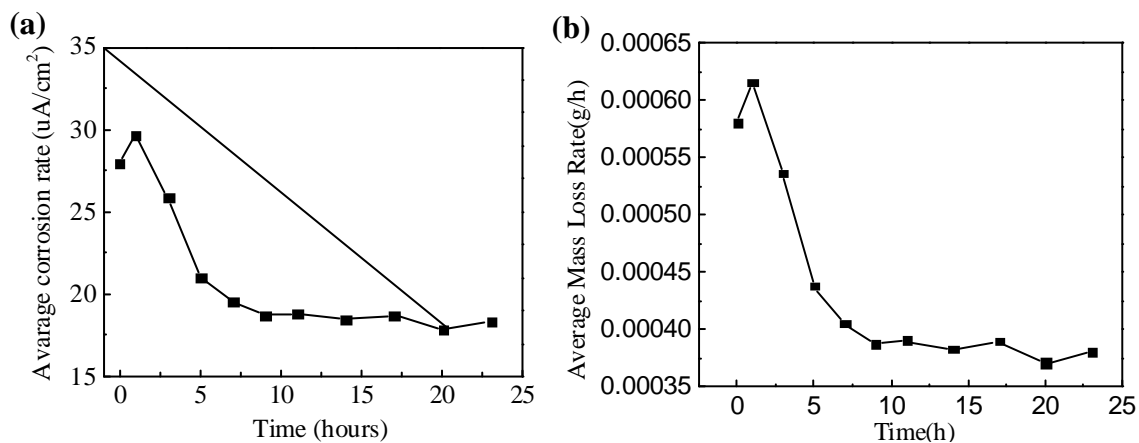 (a)
Avarage corrosion rate (uA/cm²)
35
30
25
20
15
0 5 10 15 20 25
Time (hours)
(b)
Average Mass Loss Rate(g/h)
0.00065
0.00060
0.00055
0.00050
0.00045
0.00040
0.00035
0 5 10 15 20 25
Time(h)